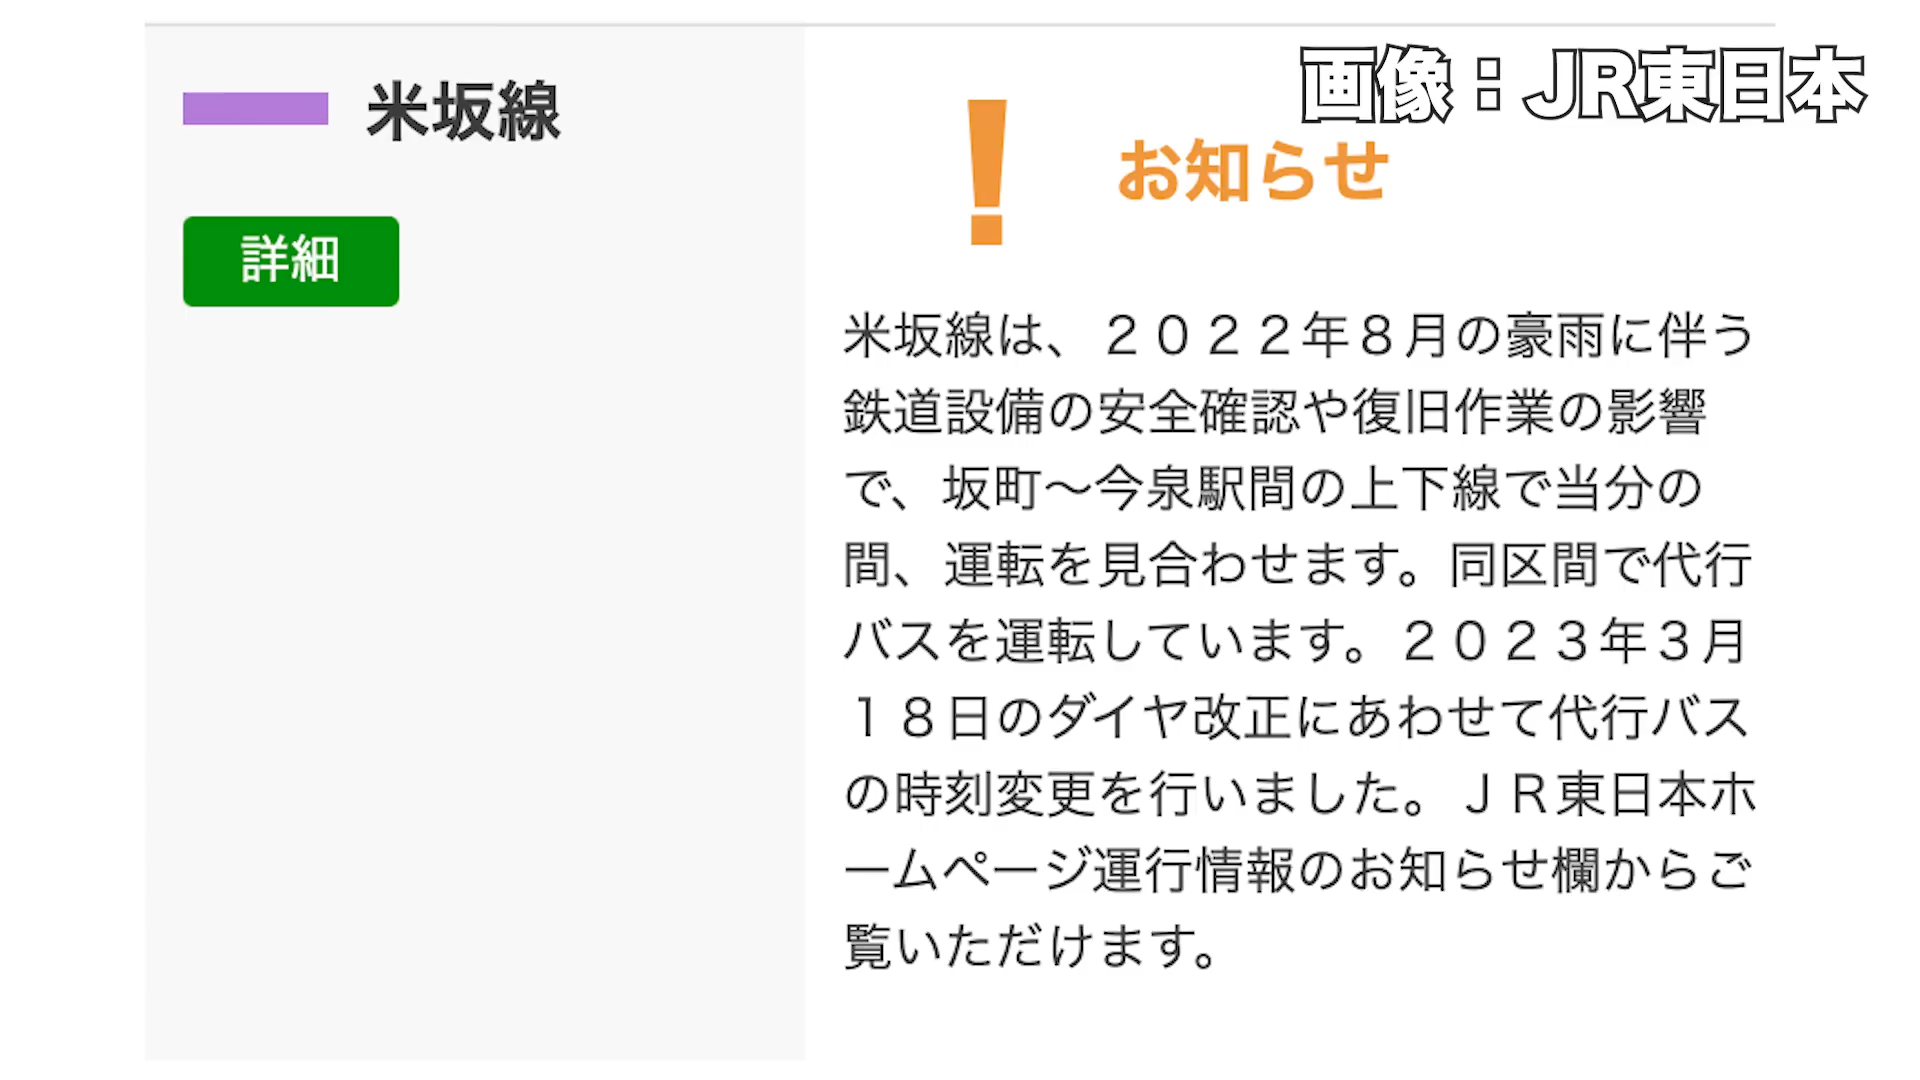 米坂線
詳細
画像：JR東日本
お知らせ
米坂線は、２０２２年８月の豪雨に伴う
鉄道設備の安全確認や復旧作業の影響
で、坂町～今泉駅間の上下線で当分の
間、運転を見合わせます。同区間で代行
バスを運転しています。２０２３年３月
１８日のダイヤ改正にあわせて代行バス
の時刻変更を行いました。ＪＲ東日本ホ
ームページ運行情報のお知らせ欄からご
覧いただけます。